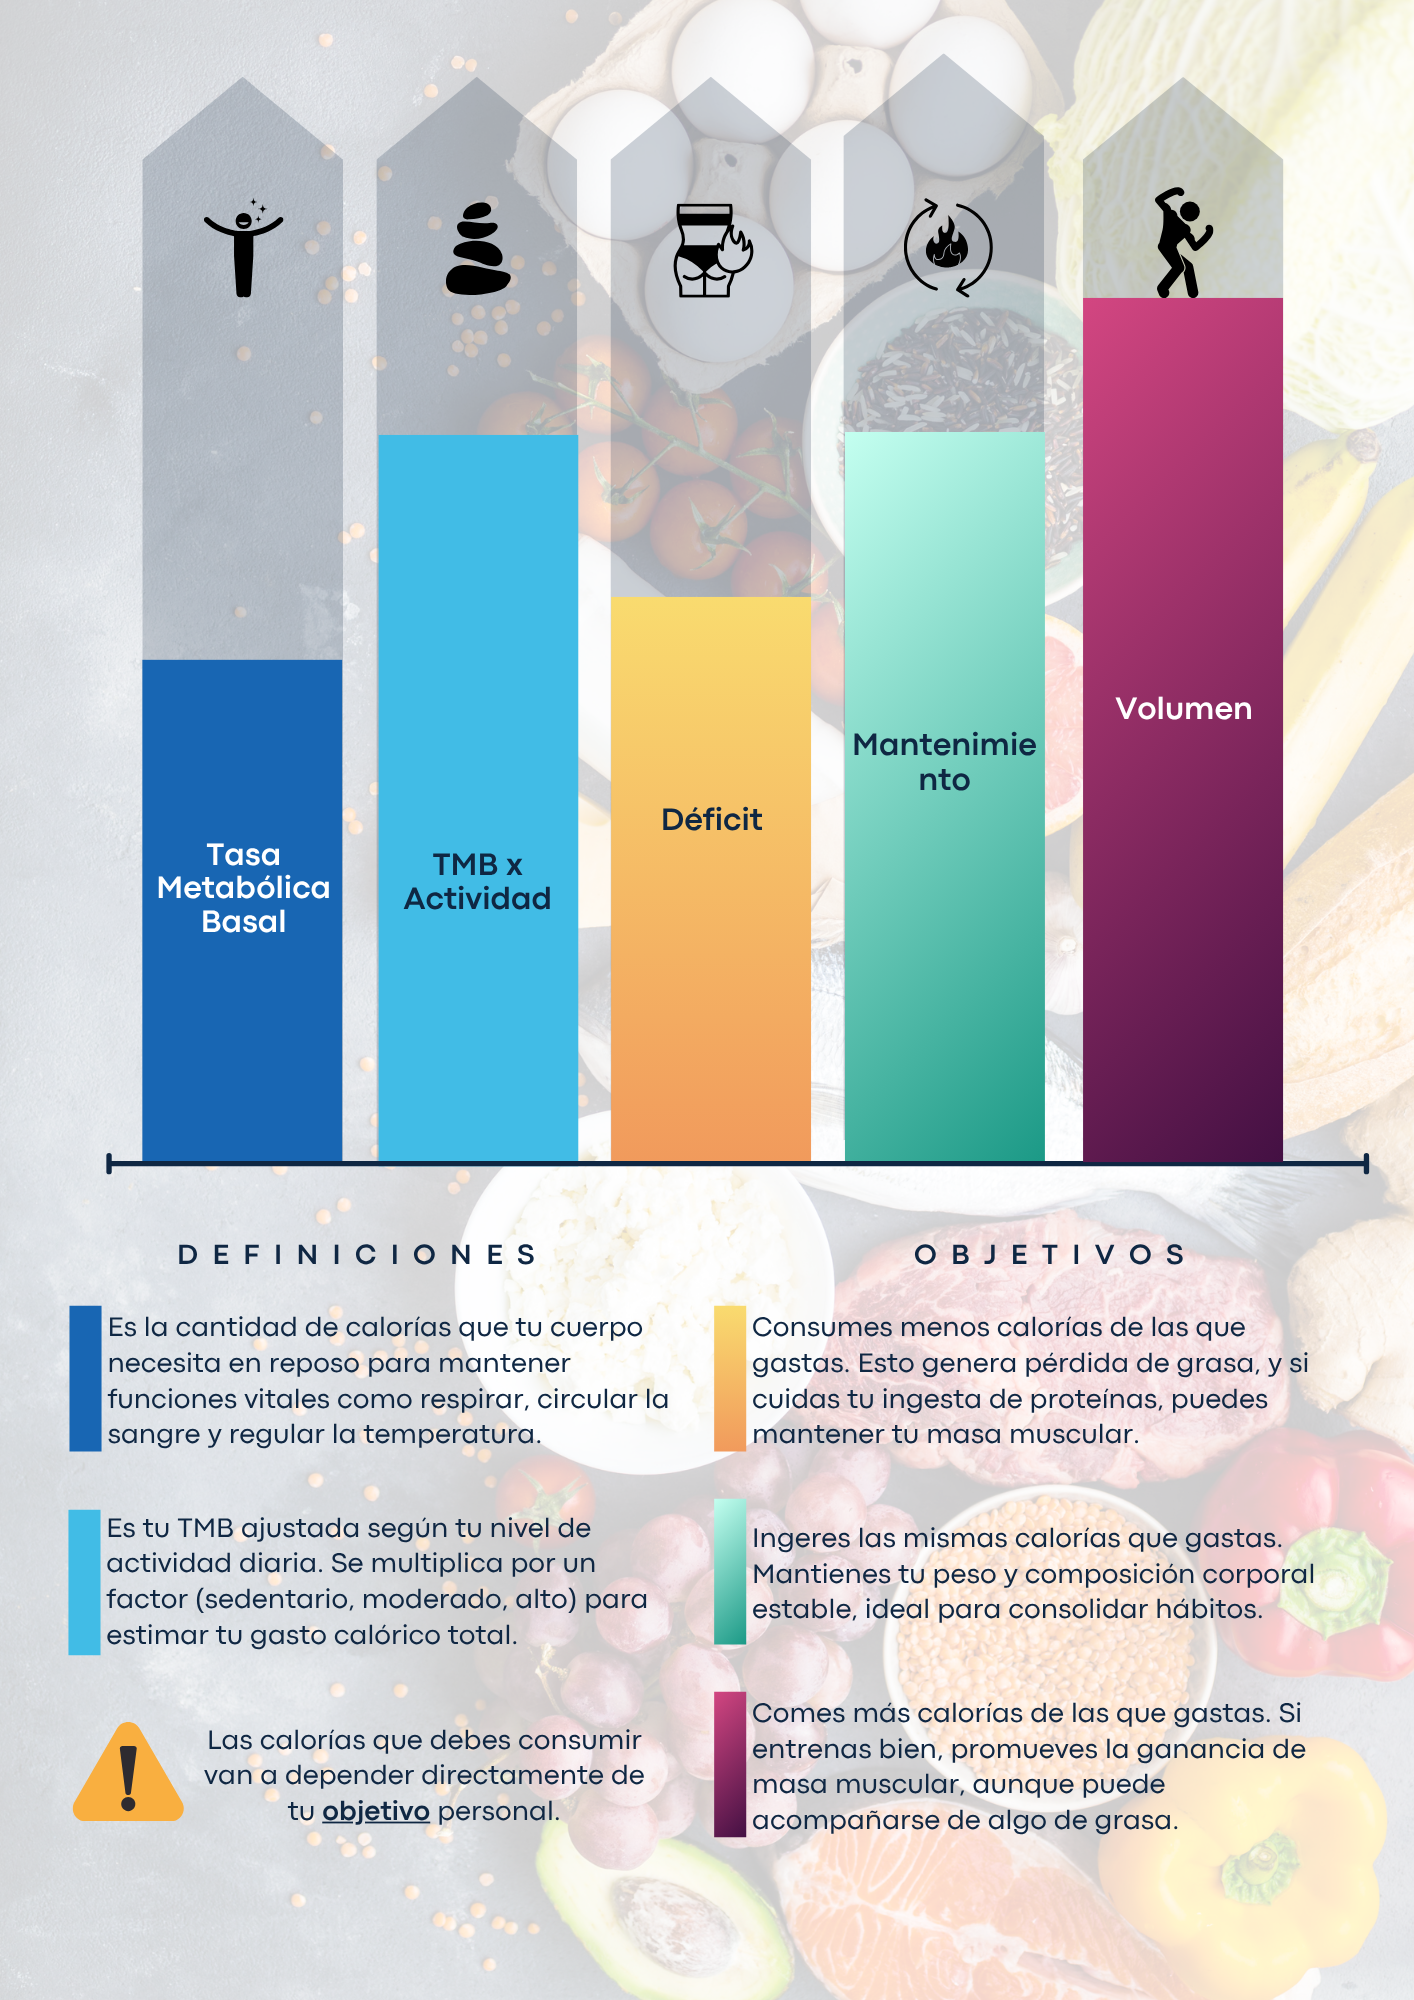 Tasa
Metabólica
Basal
TMB x
Actividad
Déficit
Mantenimie
nto
Volumen
DEFINICIONES
Es la cantidad de calorías que tu cuerpo
necesita en reposo para mantener
funciones vitales como respirar, circular la
sangre y regular la temperatura.
Es tu TMB ajustada según tu nivel de
actividad diaria. Se multiplica por un
factor (sedentario, moderado, alto) para
estimar tu gasto calórico total.
Las calorías que debes consumir
van a depender directamente de
tu objetivo personal.
OBJETIVOS
Consumes menos calorías de las que
gastas. Esto genera pérdida de grasa, y si
cuidas tu ingesta de proteínas, puedes
mantener tu masa muscular.
Ingeres las mismas calorías que gastas.
Mantienes tu peso y composición corporal
estable, ideal para consolidar hábitos.
Comes más calorías de las que gastas. Si
entrenas bien, promueves la ganancia de
masa muscular, aunque puede
acompañarse de algo de grasa.